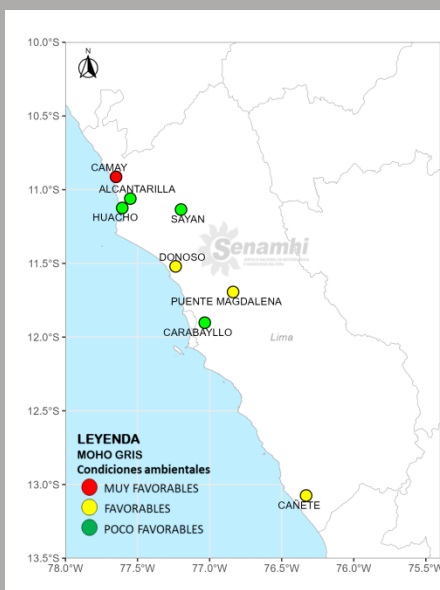 N
10.0°S
10.5°S
11.0°S
11.5°S
12.0°S
12.5°S
13.0°S
13.5°S
CAMAY
ALCANTARILLA
HUACHO
SAYAN
Senamhi
DONOSO
PUENTE MAGDALENA
CARABAYLLO
Lima
CAÑETE
LEYENDA
MOHO GRIS
Condiciones ambientales
MUY FAVORABLES
FAVORABLES
POCO FAVORABLES
78.0°W 77.5°W 77.0°W 76.5°W 76.0°W 75.5°W